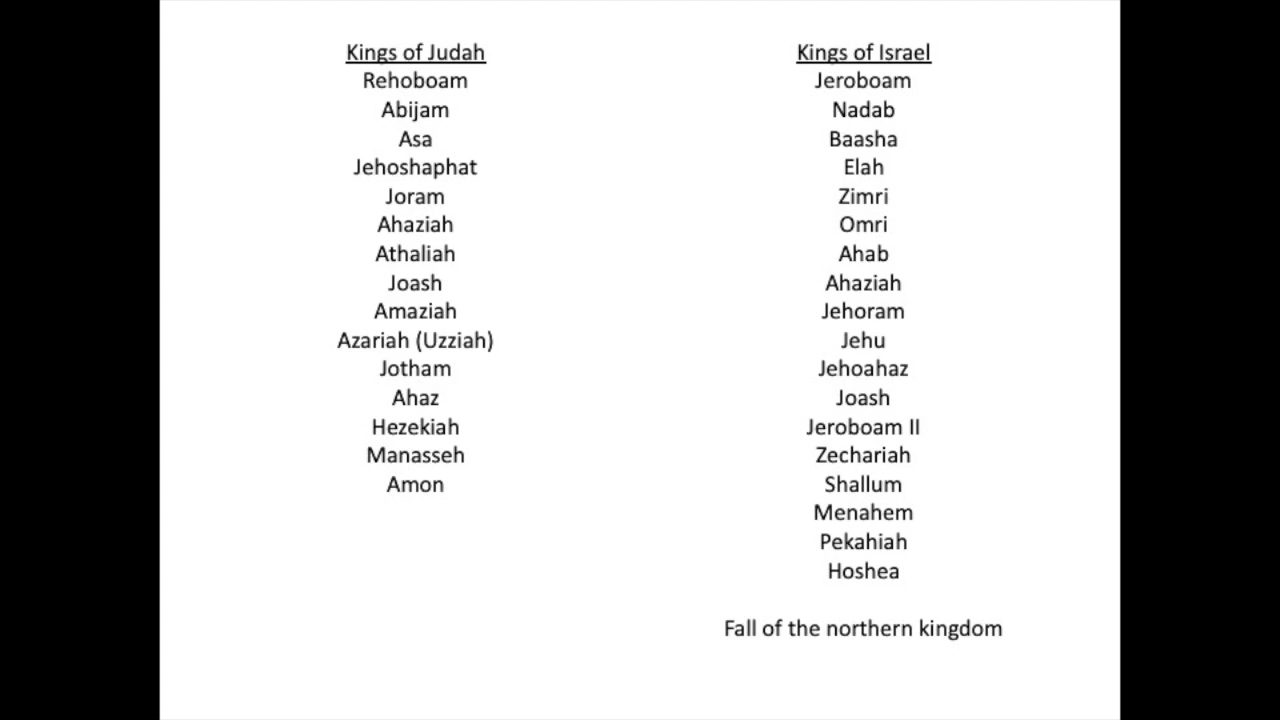 Kings of Judah
Rehoboam
Abijam
Asa
Jehoshaphat
Joram
Ahaziah
Athaliah
Joash
Amaziah
Azariah (Uzziah)
Jotham
Ahaz
Hezekiah
Manasseh
Amon
Kings of Israel
Jeroboam
Nadab
Baasha
Elah
Zimri
Omri
Ahab
Ahaziah
Jehoram
Jehu
Jehoahaz
Joash
Jeroboam II
Zechariah
Shallum
Menahem
Pekahiah
Hoshea
Fall of the northern kingdom